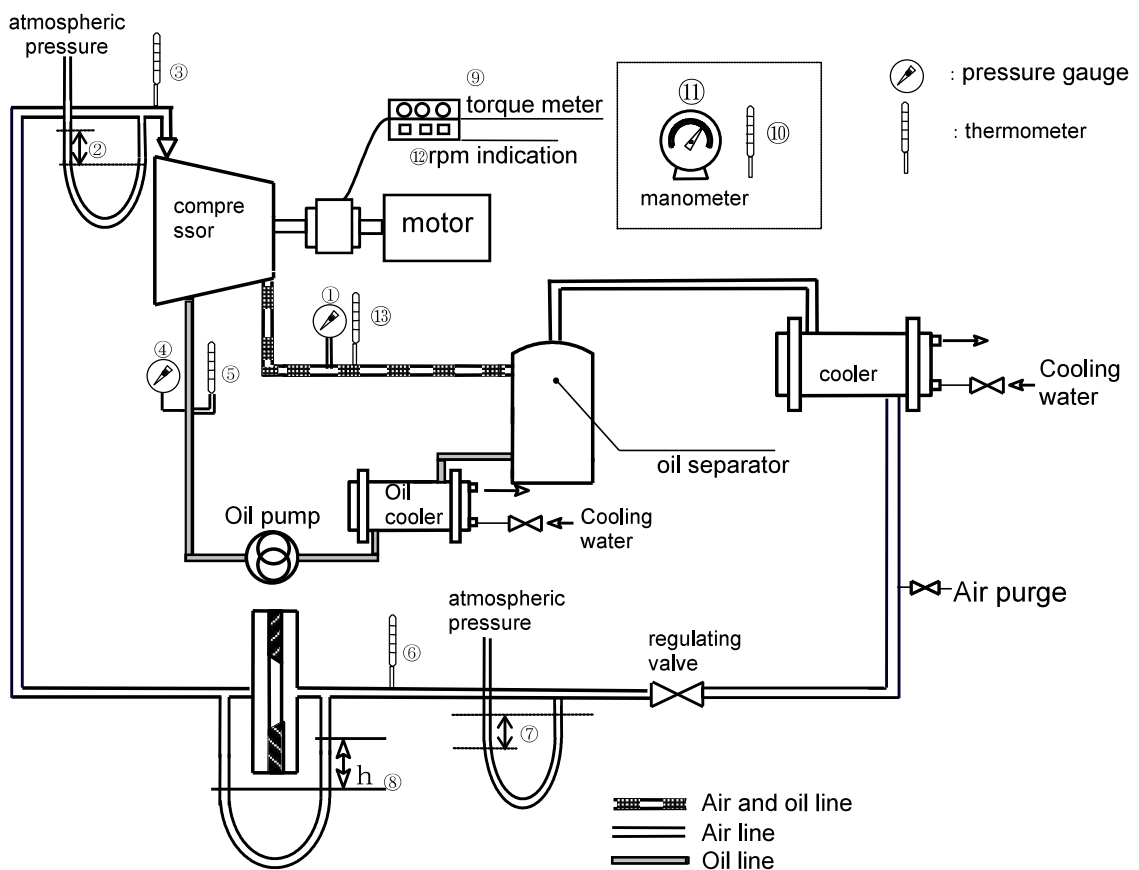 atmospheric
pressure
③
②
⑨
torque meter
⑫rpm indication
⑪
⑩
manometer
: pressure gauge
: thermometer
compre
ssor
motor
①
⑬
④
⑤
cooler
Cooling
water
oil separator
Oil
cooler
Oil pump
Cooling
water
Air purge
atmospheric
pressure
regulating
valve
⑥
⑦
h ⑧
Air and oil line
Air line
Oil line